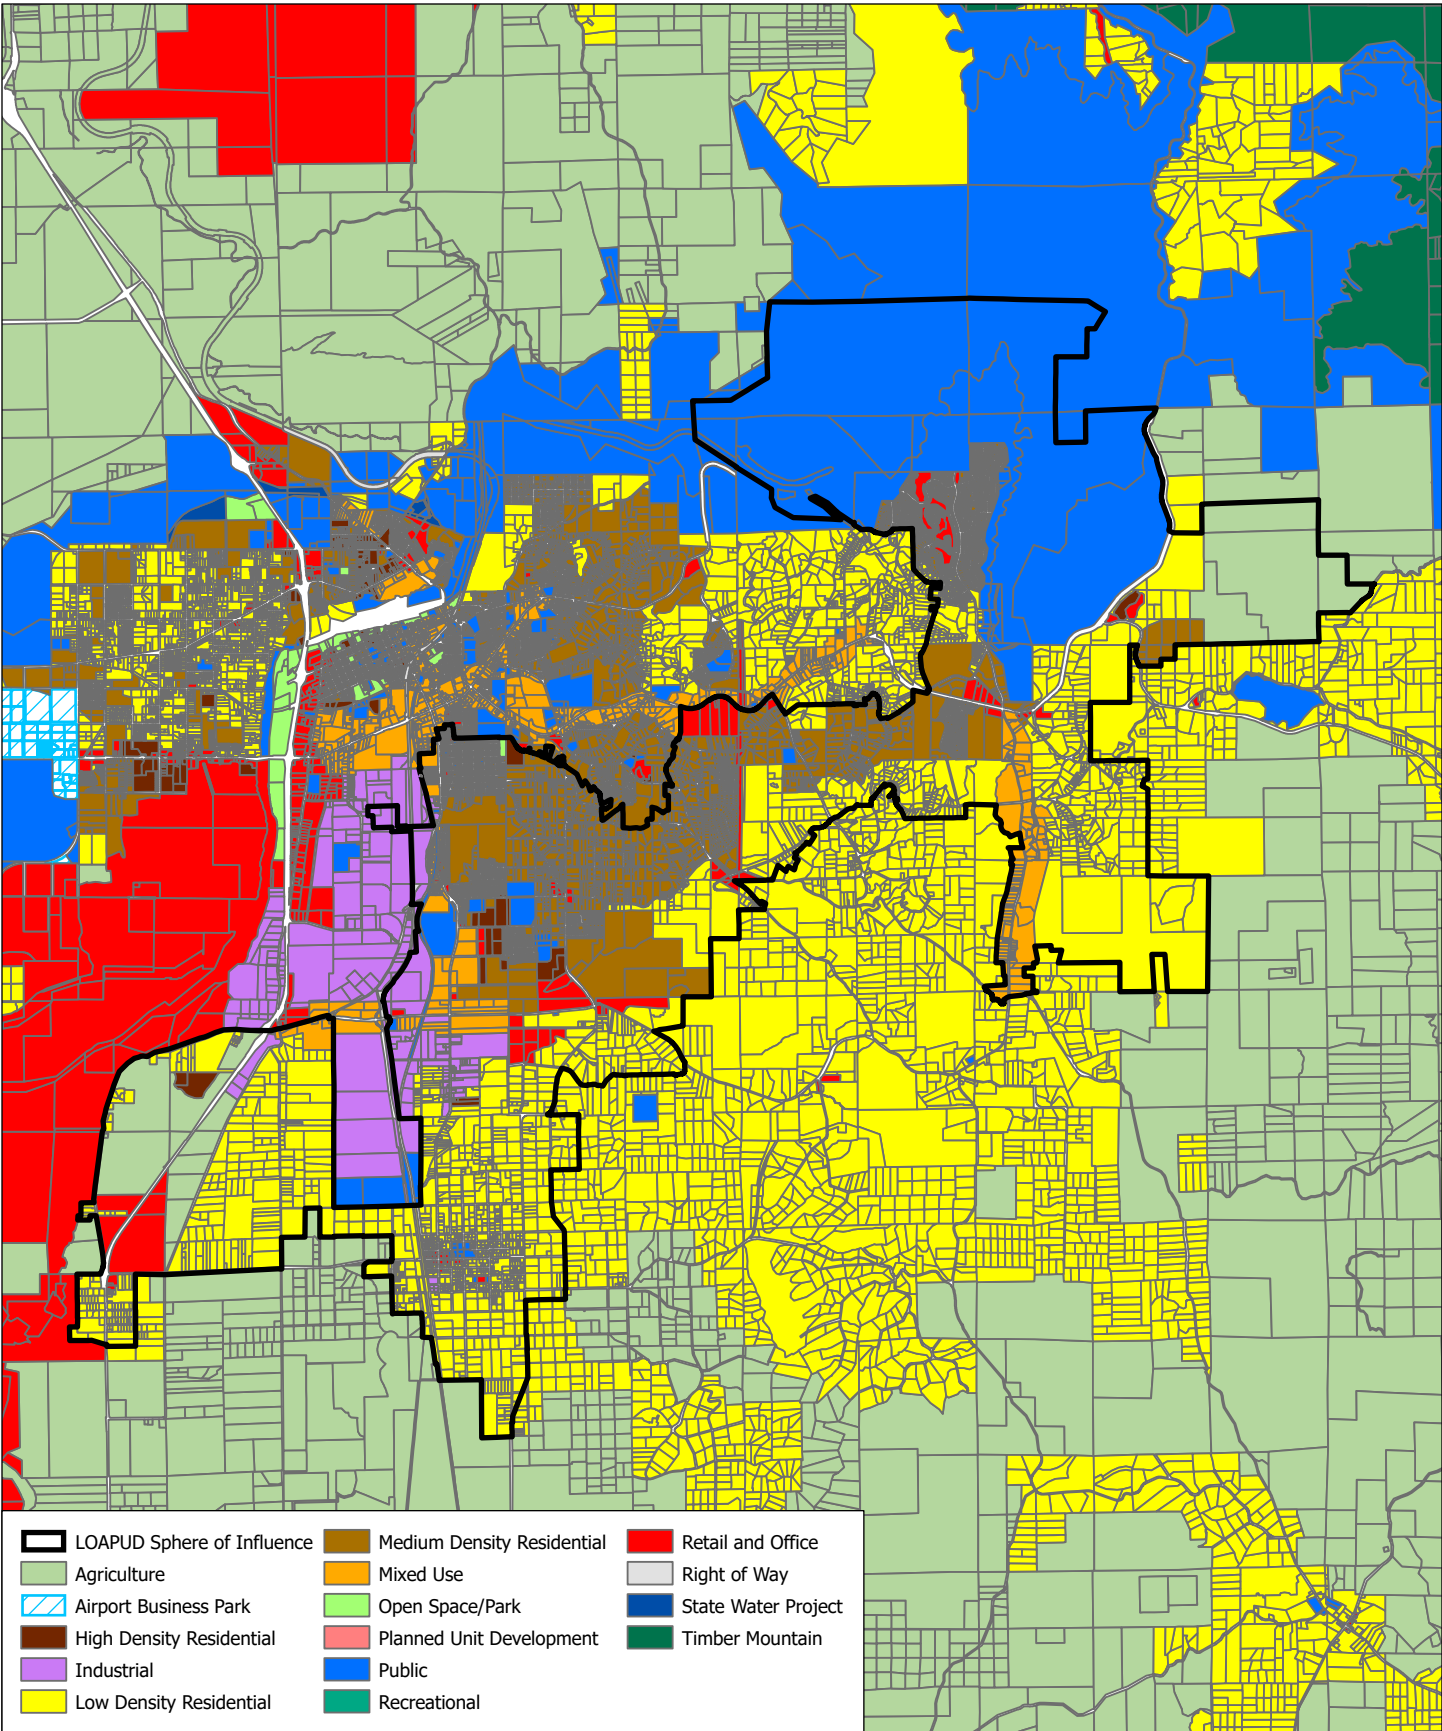 LOAPUD Sphere of Influence
Agriculture
Airport Business Park
High Density Residential
Industrial
Low Density Residential
Medium Density Residential
Mixed Use
Open Space/Park
Planned Unit Development
Public
Recreational
Retail and Office
Right of Way
State Water Project
Timber Mountain